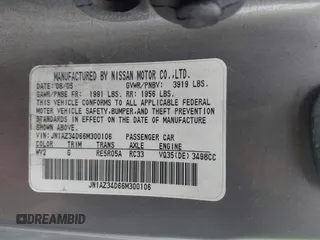 MANUFACTURED BY NISSAN MOTOR CO.,LTD.
DATE: 08/05 GVWR/PNBV: 3919 LBS.
GAWR/PNBE FR: 1991 LBS. RR: 1956 LBS.
THIS VEHICLE CONFORMS TO ALL APPLICABLE FEDERAL
MOTOR VEHICLE SAFETY, BUMPER, AND THEFT
PREVENTION STANDARDS IN EFFECT ON THE DATE OF
MANUFACTURE SHOWN ABOVE.
VIN: JN1AZ34D66M300106 PASSENGER CAR
COLOR TRIM TRANS AXLE ENGINE
WV2 G RE5R05A RC33 VQ35(DE) 3498CC
JN1AZ34D66M300106
DREAMBID